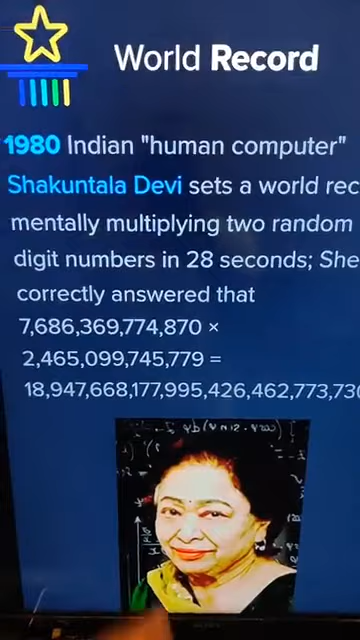 World Record
1980 Indian "human computer"
Shakuntala Devi sets a world rec
mentally multiplying two random
digit numbers in 28 seconds; She
correctly answered that
7,686,369,774,870 ×
2,465,099,745,779 =
18,947,668,177,995,426,462,773,730